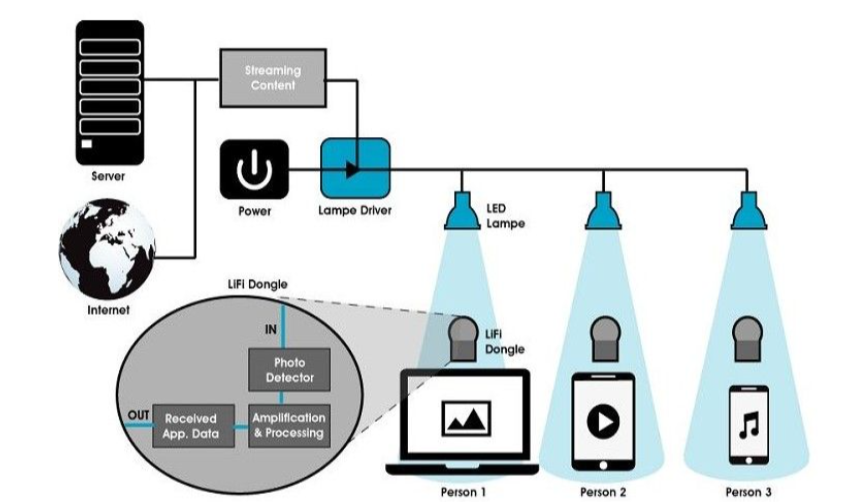 Streaming
Content
Server
Power
Lampe Driver
LED
Lampe
Internet
LiFi Dongle
IN
Photo
Detector
OUT
Received
App. Data
Amplification
& Processing
LiFi
Dongle
Person 1
Person 2
Person 3